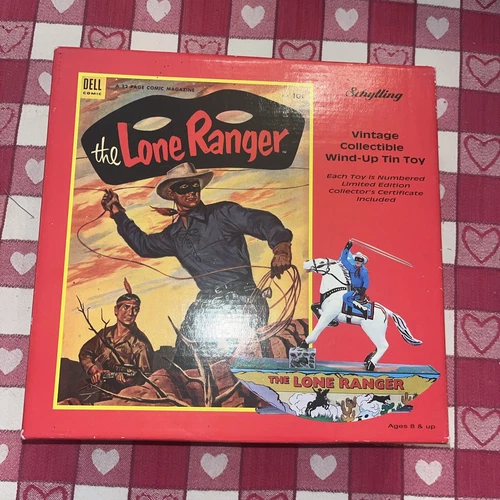 DELL
COMIC
A 52 PAGE COMIC MAGAZINE
10¢
the Lone Ranger
Schylling
Vintage
Collectible
Wind-Up Tin Toy
Each Toy is Numbered
Limited Edition
Collector's Certificate
Included
THE LONE RANGER
Ages 8 & up